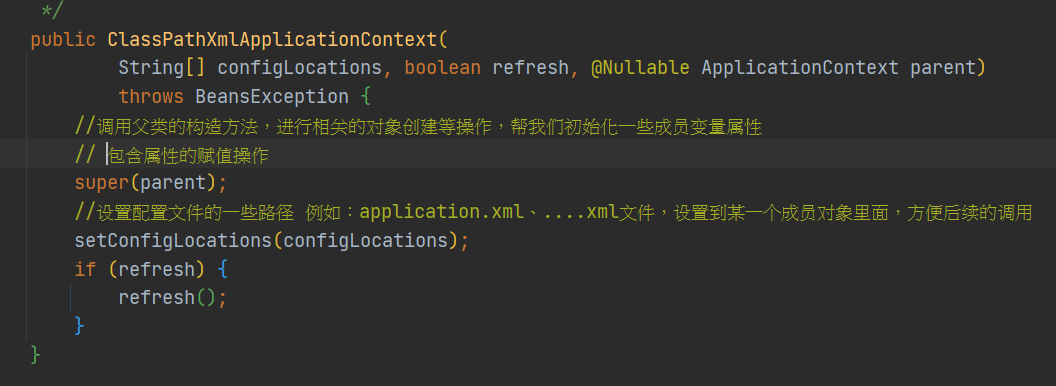 */
public ClassPathXmlApplicationContext(
String[] configLocations, boolean refresh, @Nullable ApplicationContext parent)
throws BeansException {
//调用父类的构造方法，进行相关的对象创建等操作，帮我们初始化一些成员变量属性
// 包含属性的赋值操作
super(parent);
//设置配置文件的一些路径 例如：application.xml、....xml文件，设置到某一个成员对象里面，方便后续的调用
setConfigLocations(configLocations);
if (refresh) {
refresh();
}
}